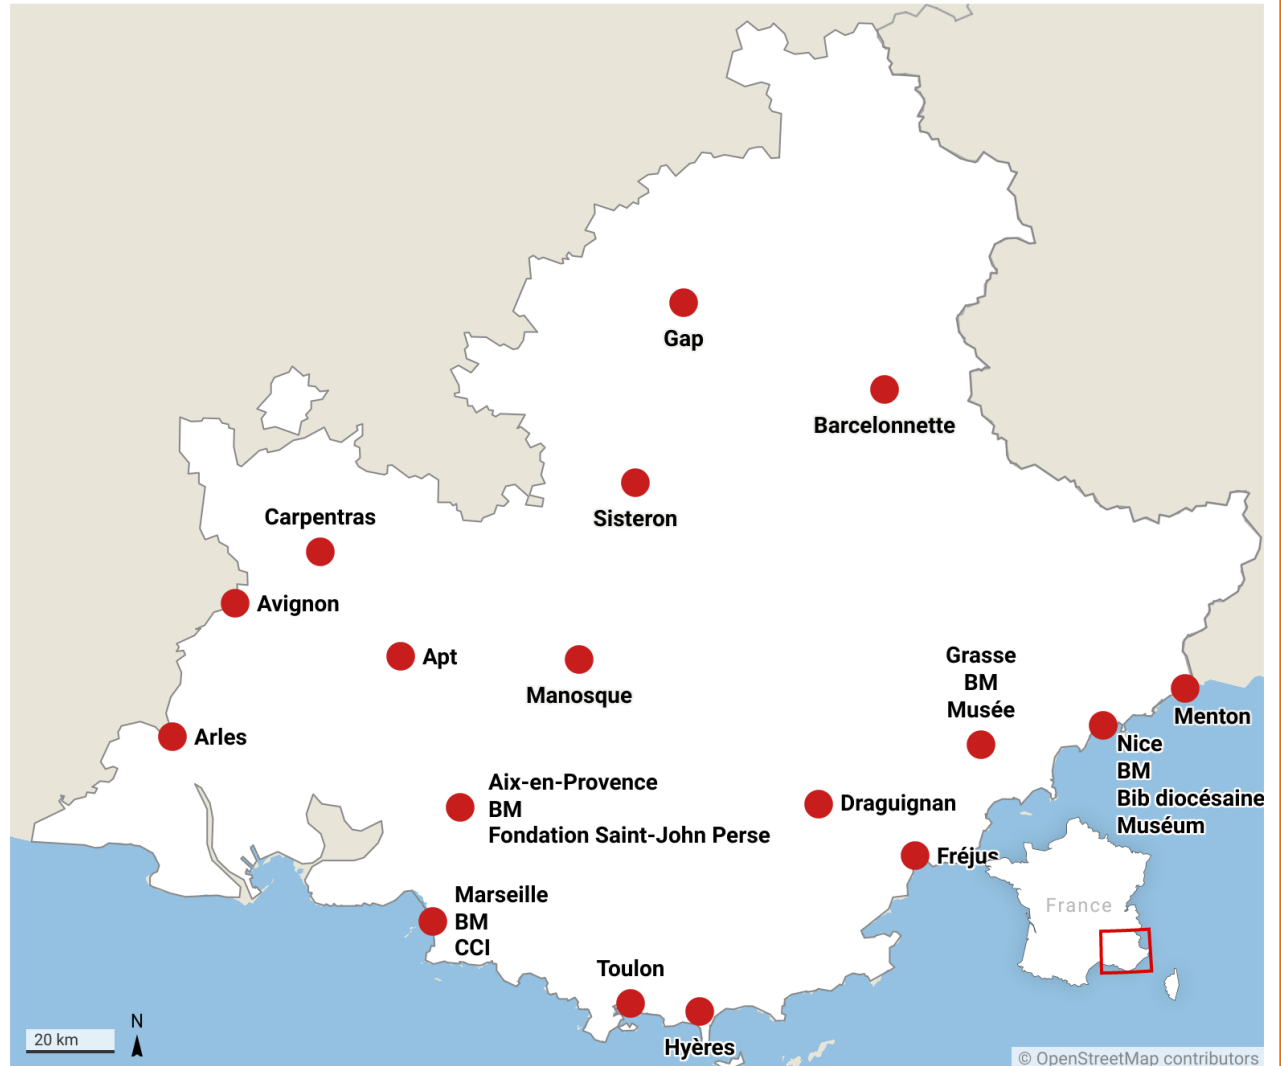 Gap
Barcelonnette
Sisteron
Carpentras
Avignon
Apt
Manosque
Grasse
BM
Musée
Menton
Arles
Nice
BM
Bib diocésaine
Muséum
Aix-en-Provence
BM
Fondation Saint-John Perse
Draguignan
Fréjus
Marseille
BM
CCI
France
Toulon
Hyères
N
20 km
© OpenStreetMap contributors